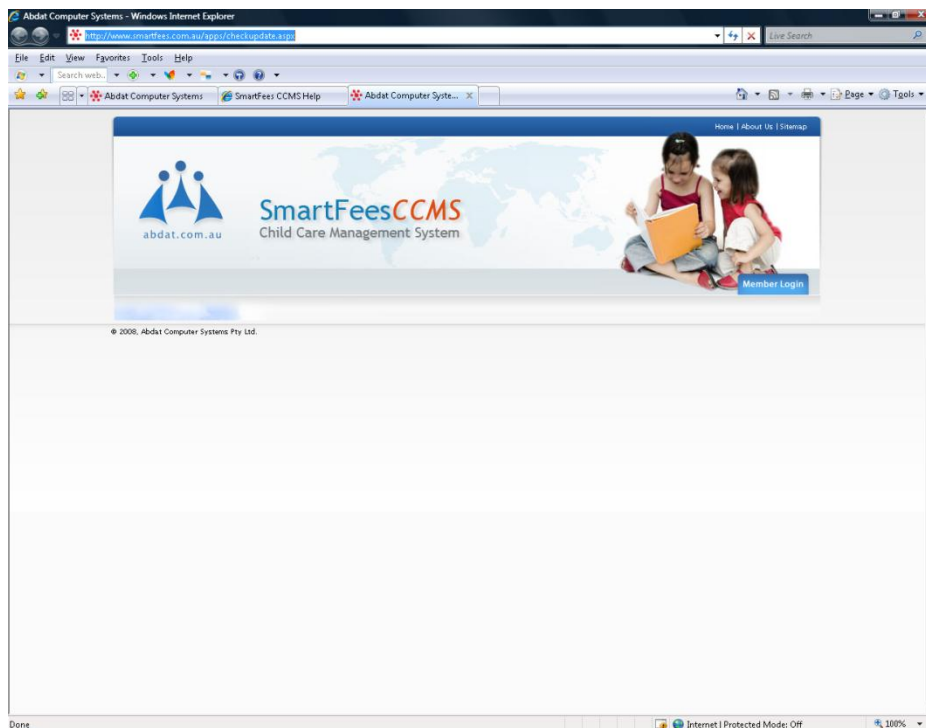 Abdat Computer Systems - Windows Internet Explorer
http://www.smartfees.com.au/apps/checkupdate.aspx
Live Search
File Edit View Favorites Tools Help
Search web..
Abdat Computer Systems
SmartFees CCMS Help
Abdat Computer Syste...
Page
Tools
Home | About Us | Sitemap
abdat.com.au
SmartFeesCCMS
Child Care Management System
Member Login
© 2008, Abdat Computer Systems Pty Ltd.
Done
Internet | Protected Mode: Off
100%